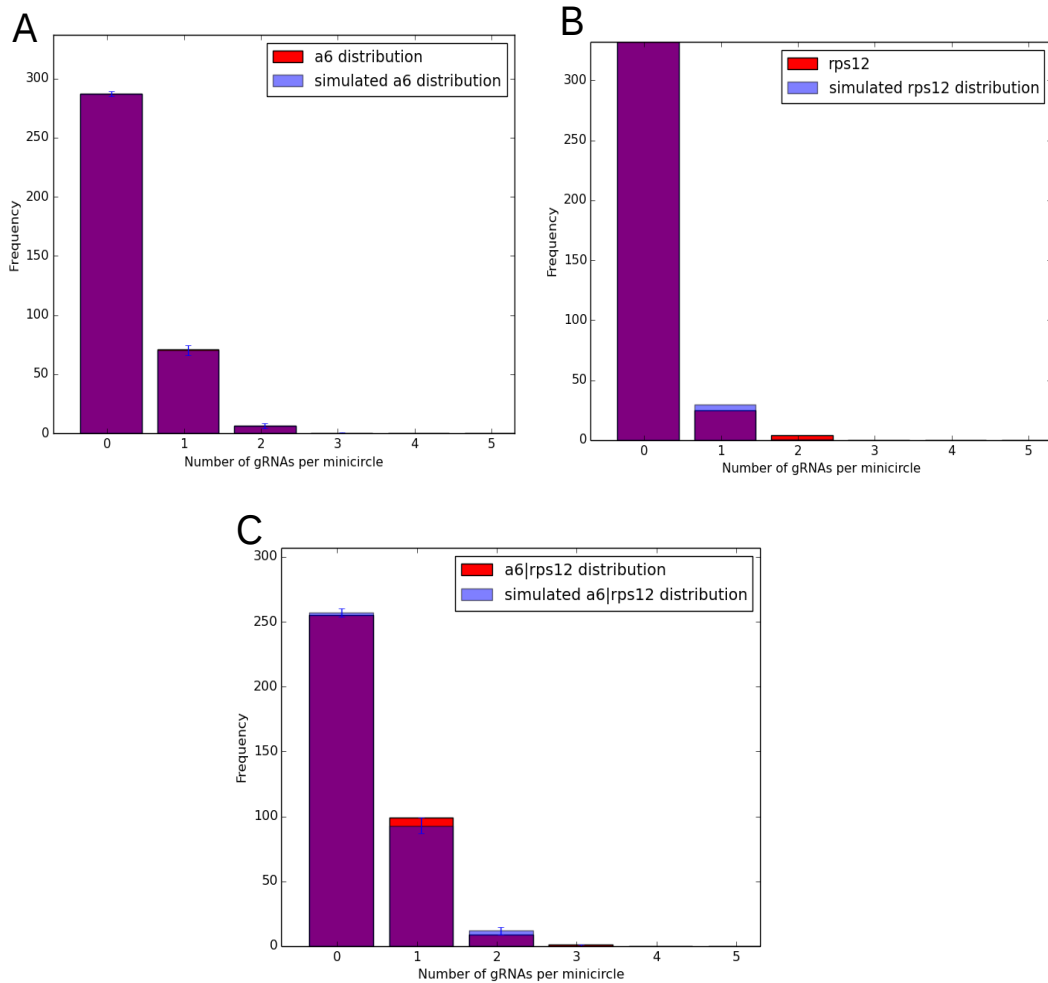 A
a6 distribution
simulated a6 distribution
300
250
200
150
100
50
0
Frequency
0 1 2 3 4 5
Number of gRNAs per minicircle
B
rps12
simulated rps12 distribution
300
250
200
150
100
50
0
Frequency
0 1 2 3 4 5
Number of gRNAs per minicircle
C
a6|rps12 distribution
simulated a6|rps12 distribution
300
250
200
150
100
50
0
Frequency
0 1 2 3 4 5
Number of gRNAs per minicircle